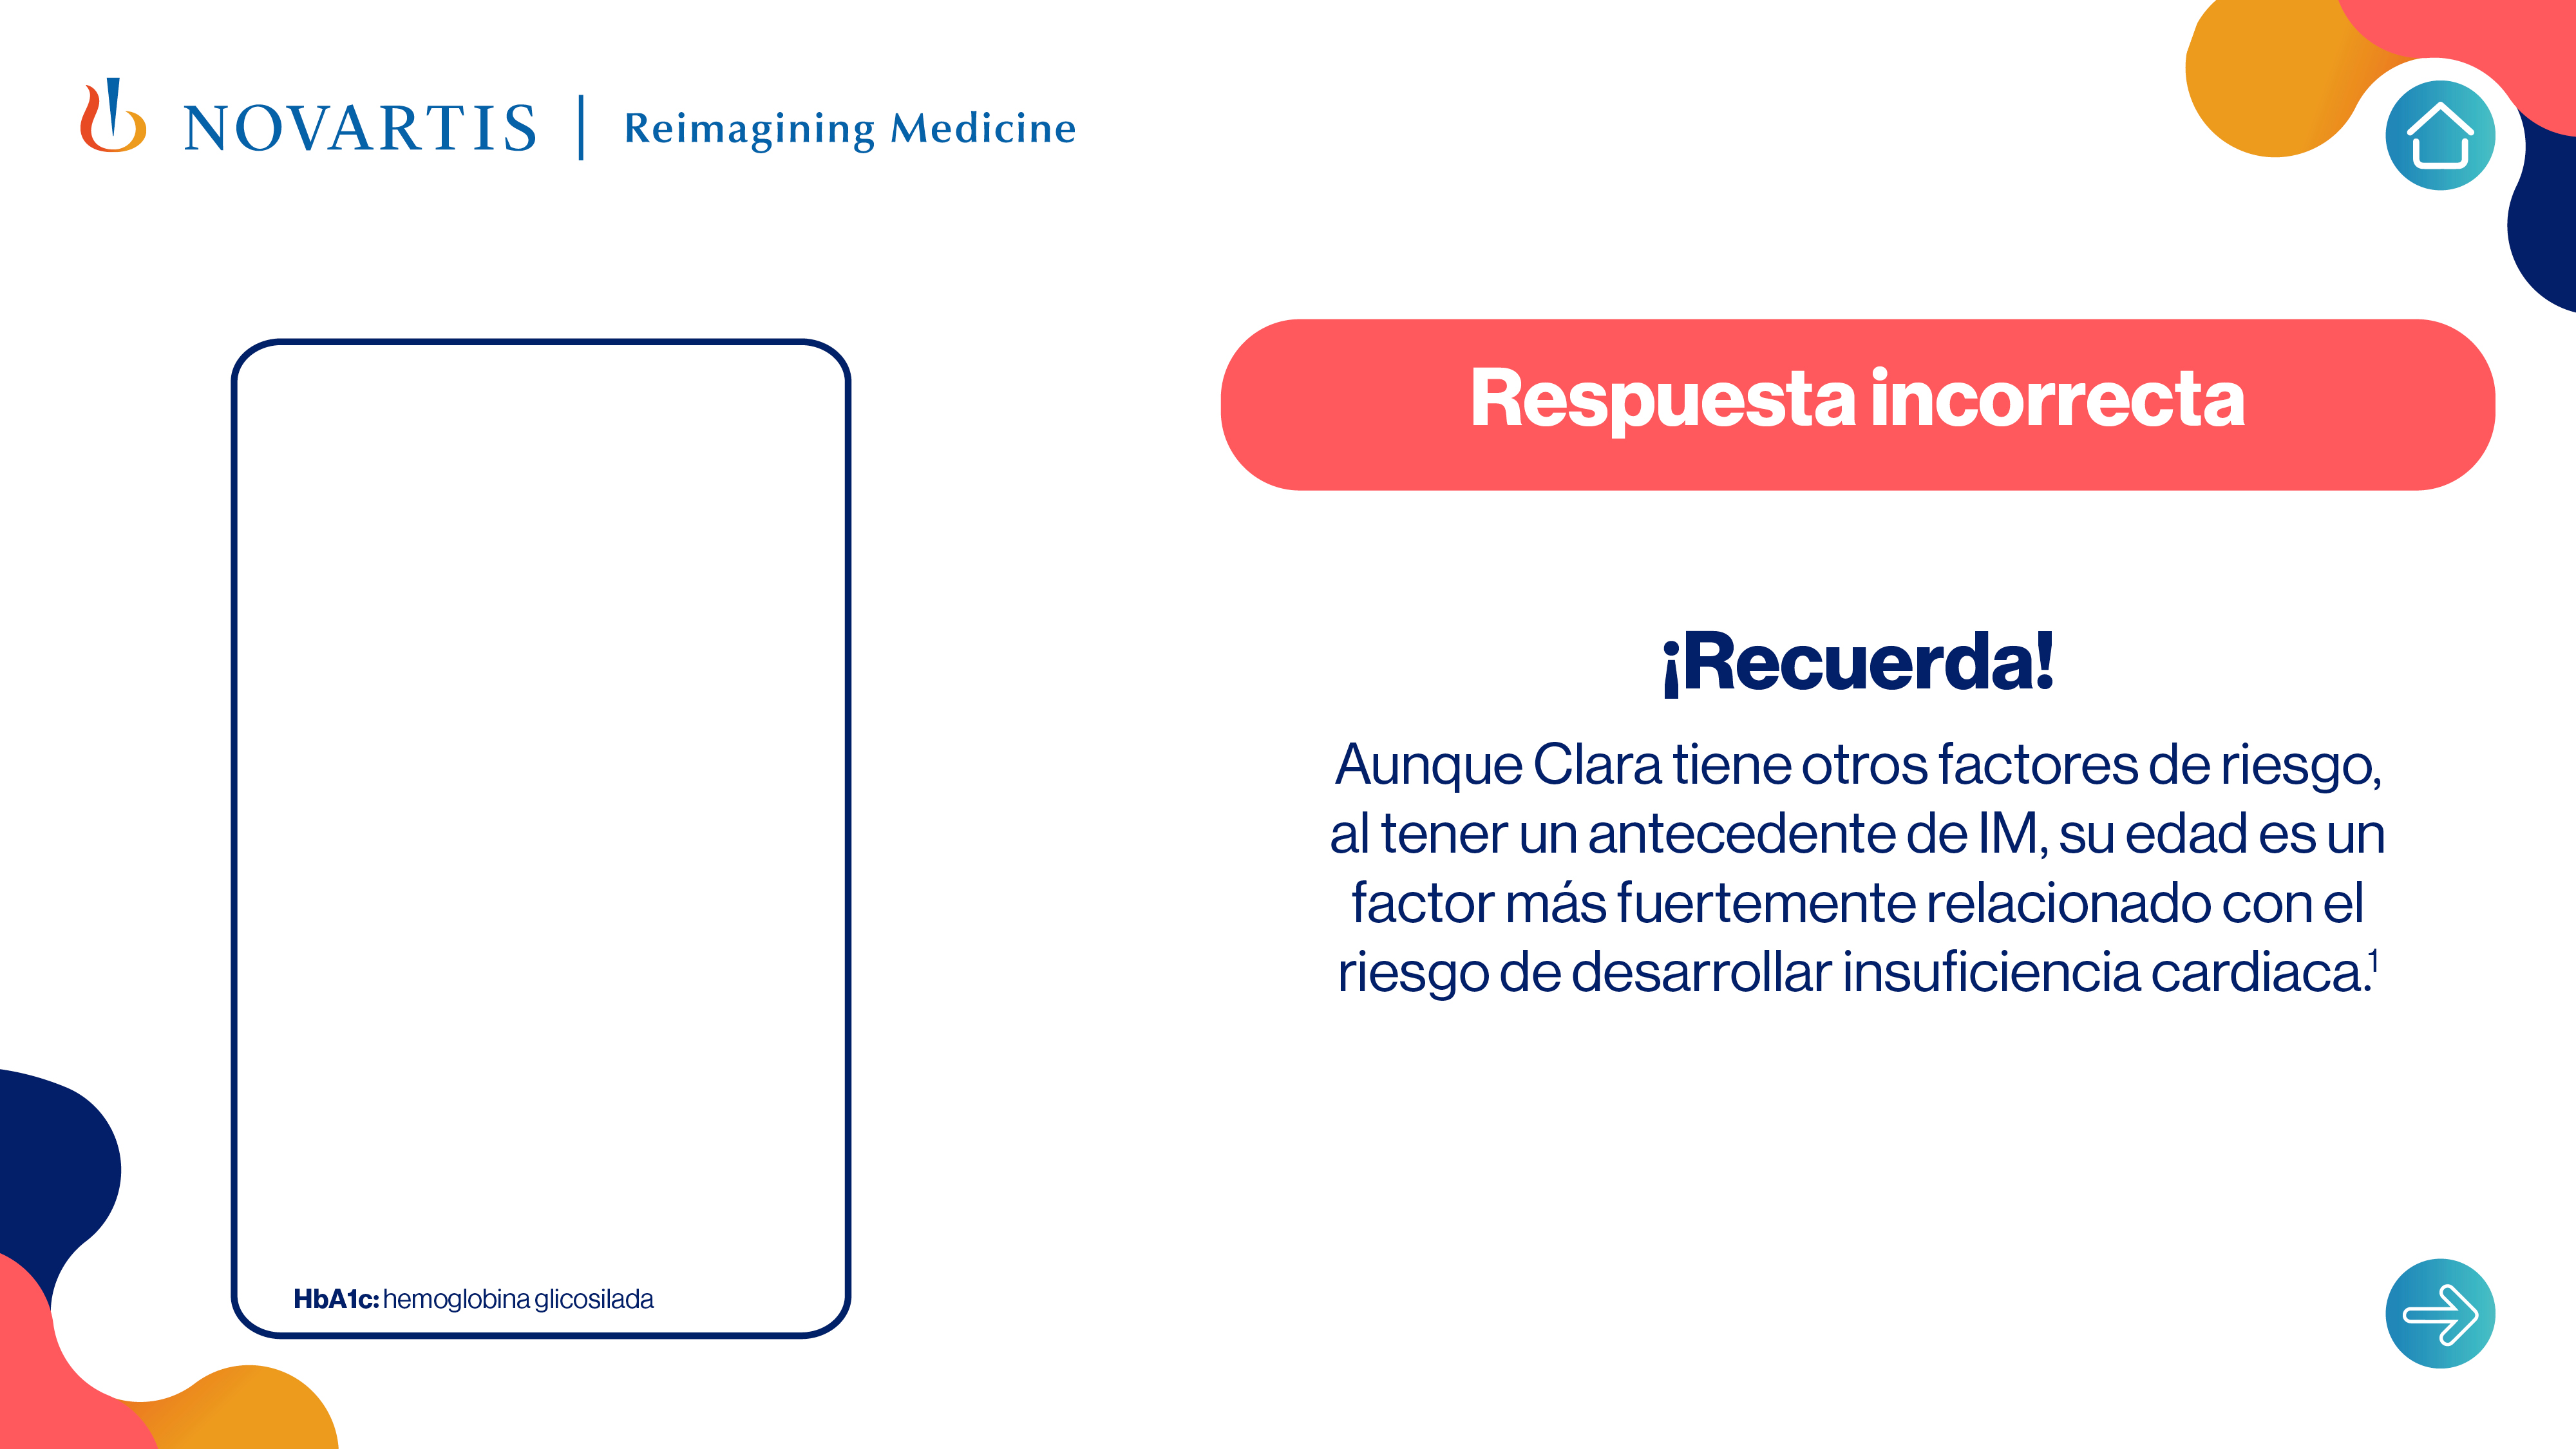 NOVARTIS | Reimagining Medicine
HbA1c: hemoglobina glicosilada
Respuesta incorrecta
¡Recuerda!
Aunque Clara tiene otros factores de riesgo,
al tener un antecedente de IM, su edad es un
factor más fuertemente relacionado con el
riesgo de desarrollar insuficiencia cardiaca.¹